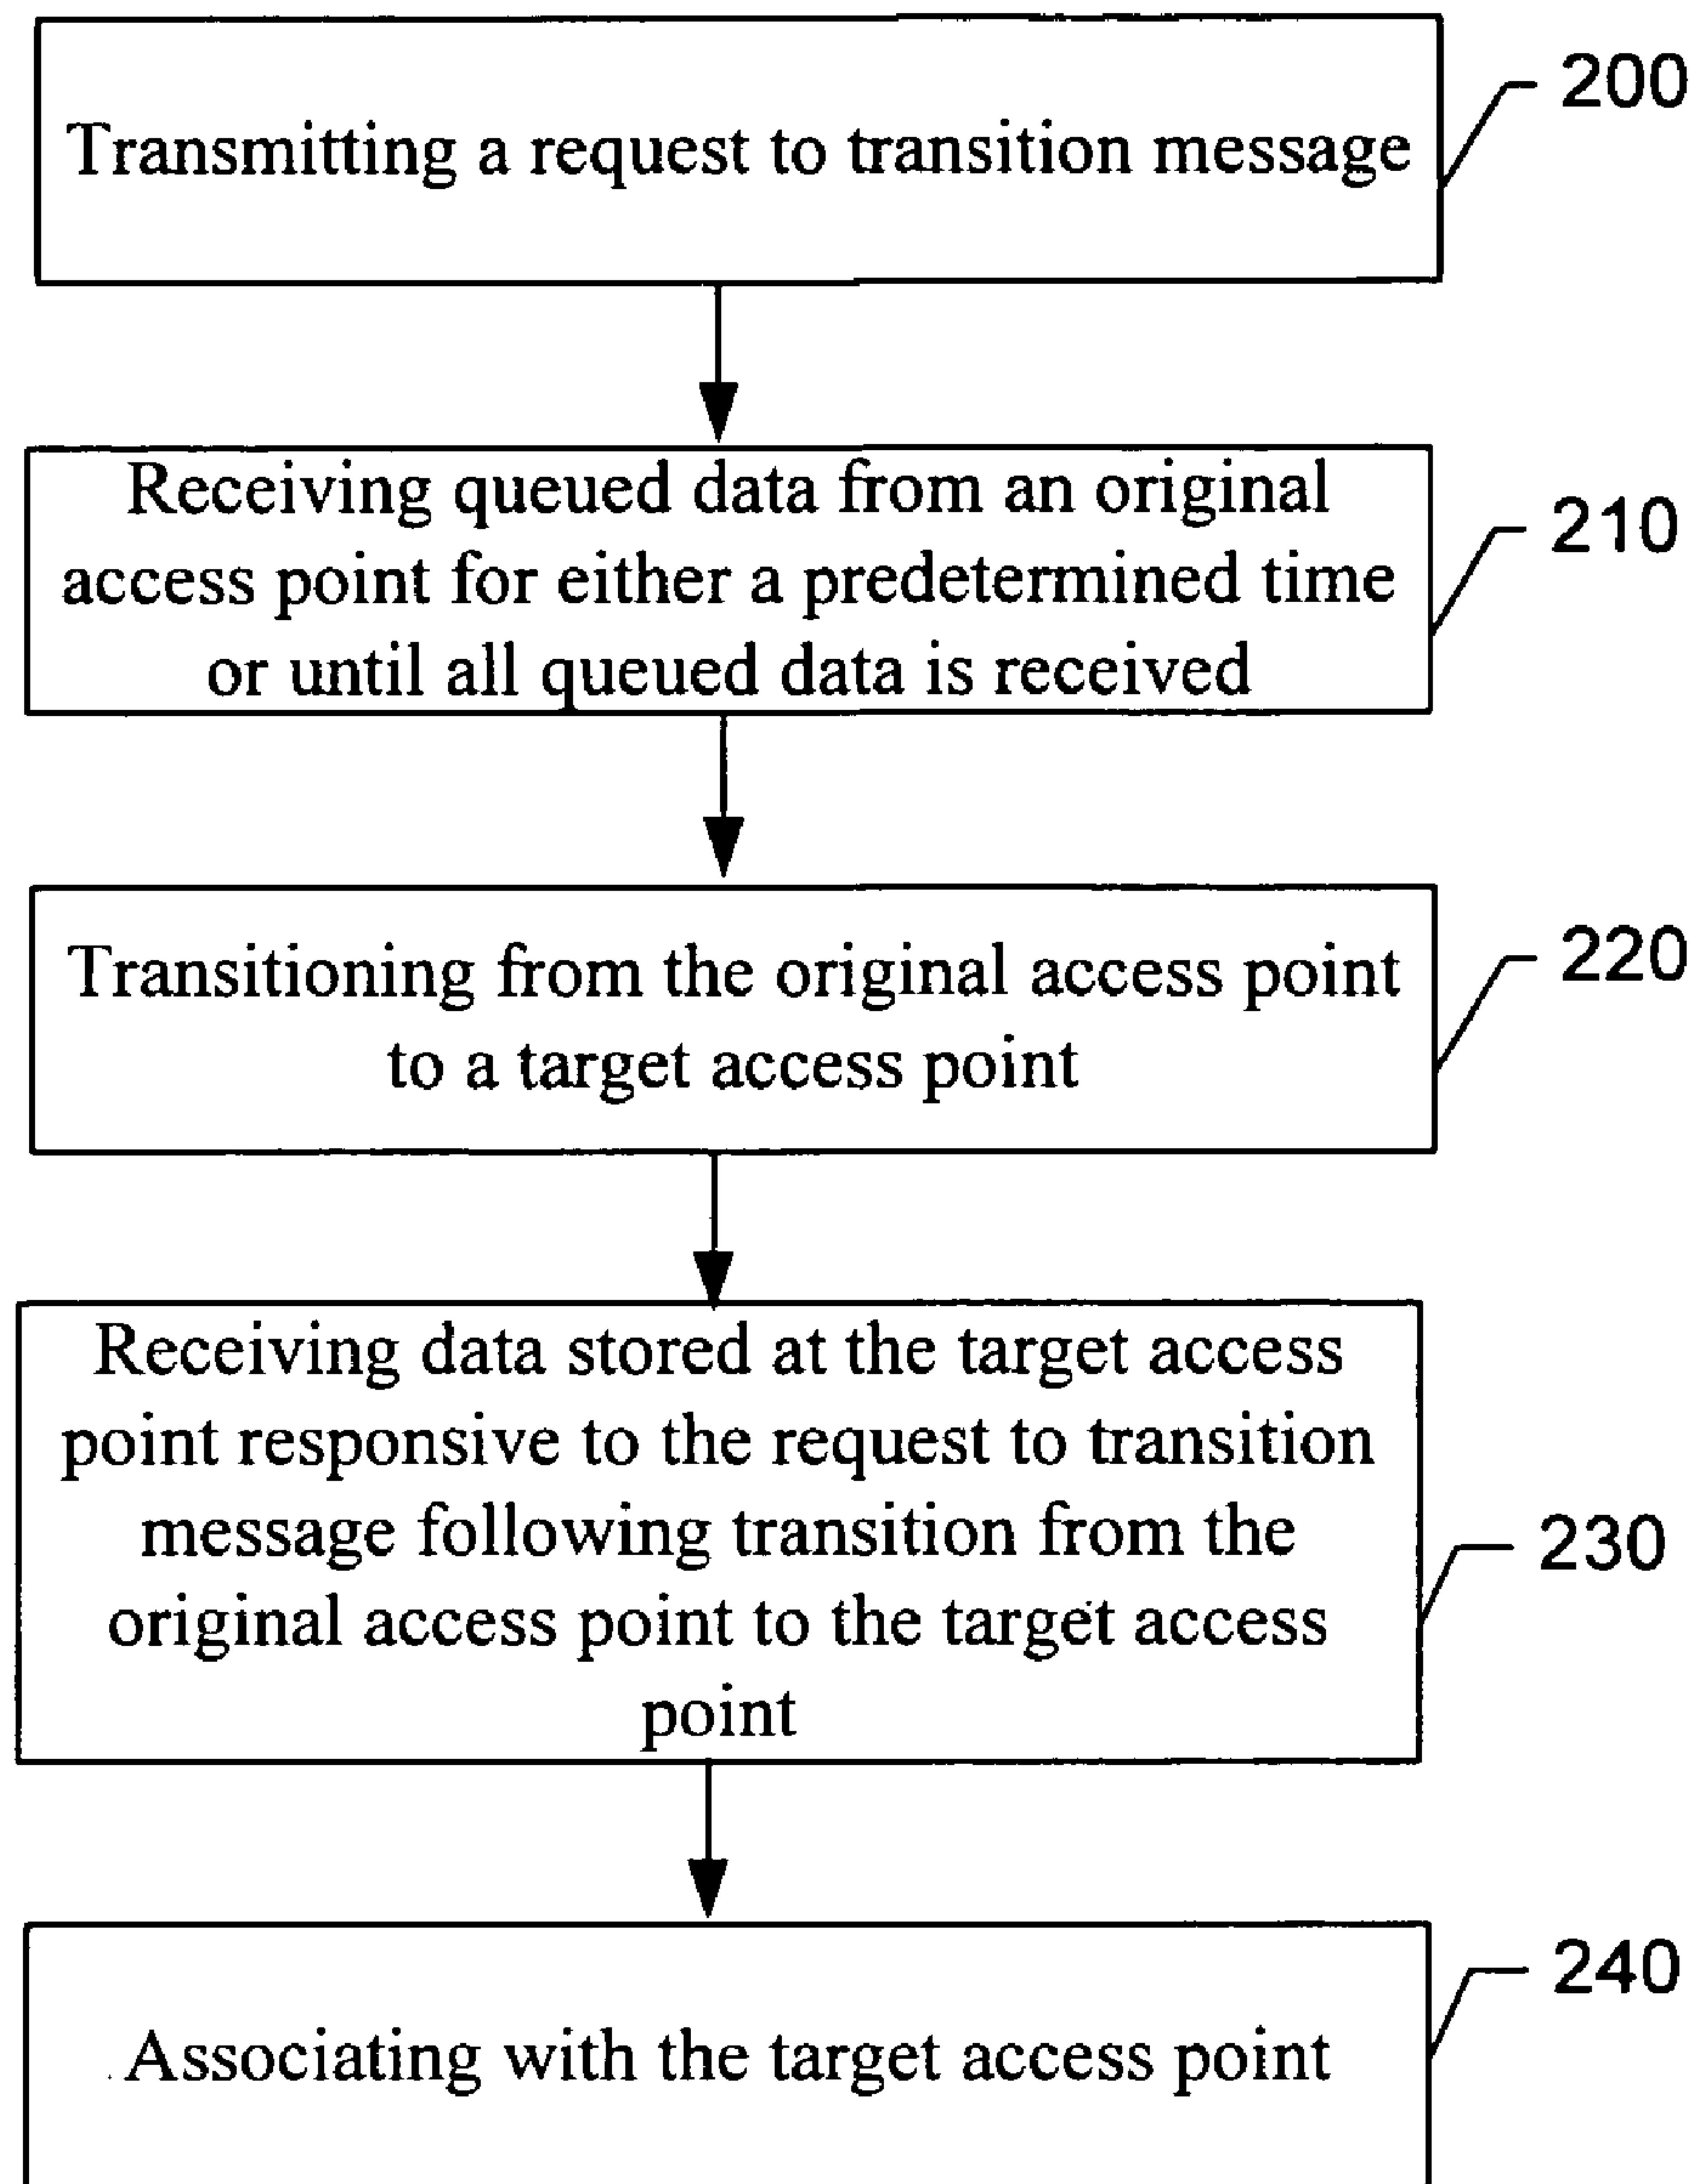 Transmitting a request to transition message
200
Receiving queued data from an original
access point for either a predetermined time
or until all queued data is received
210
Transitioning from the original access point
to a target access point
220
Receiving data stored at the target access
point responsive to the request to transition
message following transition from the
original access point to the target access
point
230
Associating with the target access point
240